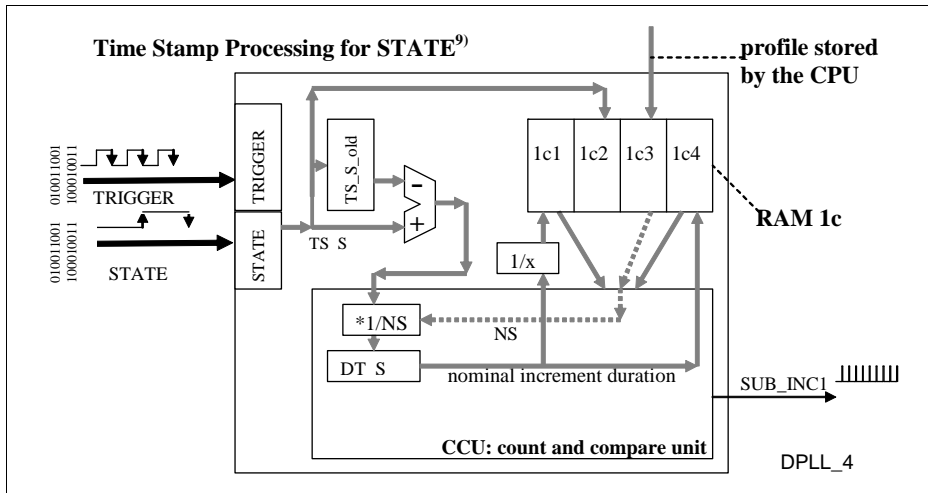 Time Stamp Processing for STATE9)
profile stored
by the CPU
010011001
100010011
TRIGGER
TRIGGER
010011001
100010011
STATE
STATE
TS_S
TS_S_old
-
+
1c1
1c2
1c3
1c4
RAM 1c
1/x
*1/NS
NS
DT_S
nominal increment duration
SUB_INC1
CCU: count and compare unit
DPLL_4